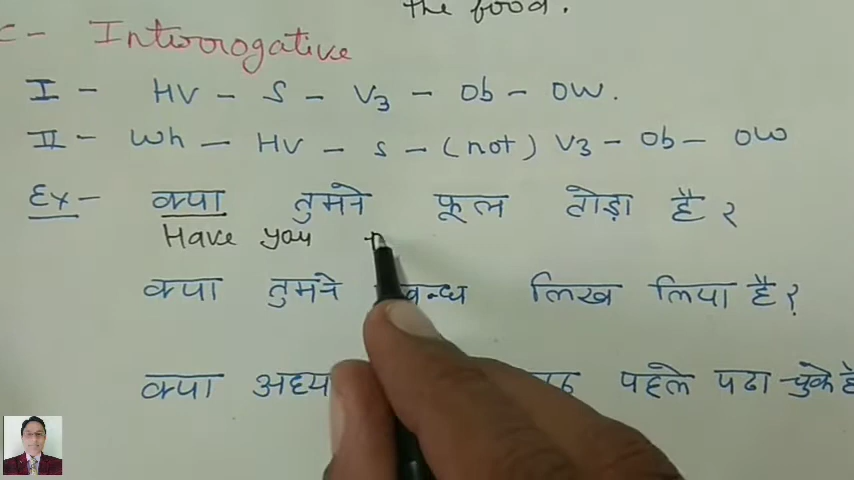 the food.
C- Interrogative
I - HV - S - V3 - Ob - OW.
II - Wh - HV - S - (not) V3 - Ob - OW
Ex - क्या तुमने फूल तोड़ा है?
Have you
क्या तुमने लिख लिया है?
क्या पहले पढा चुके है